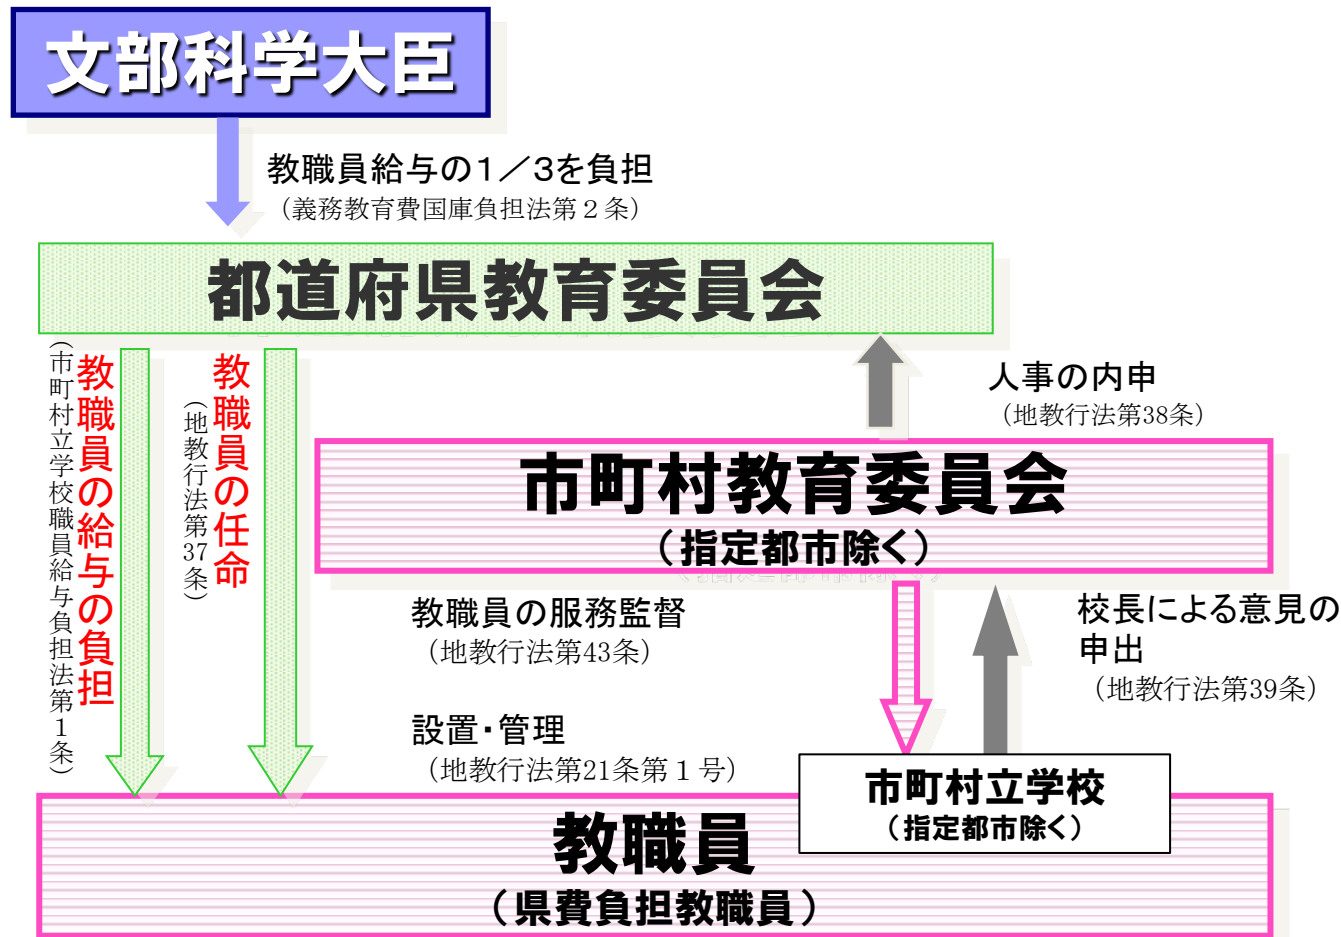 文部科学大臣
教職員給与の1／3を負担
（義務教育費国庫負担法第２条）
都道府県教育委員会
（市町村立学校職員給与負担法第１条）
教職員の給与の負担
（地教行法第37条）
教職員の任命
人事の内申
（地教行法第38条）
市町村教育委員会
（指定都市除く）
教職員の服務監督
（地教行法第43条）
校長による意見の
申出
（地教行法第39条）
設置・管理
（地教行法第21条第１号）
市町村立学校
（指定都市除く）
教職員
（県費負担教職員）